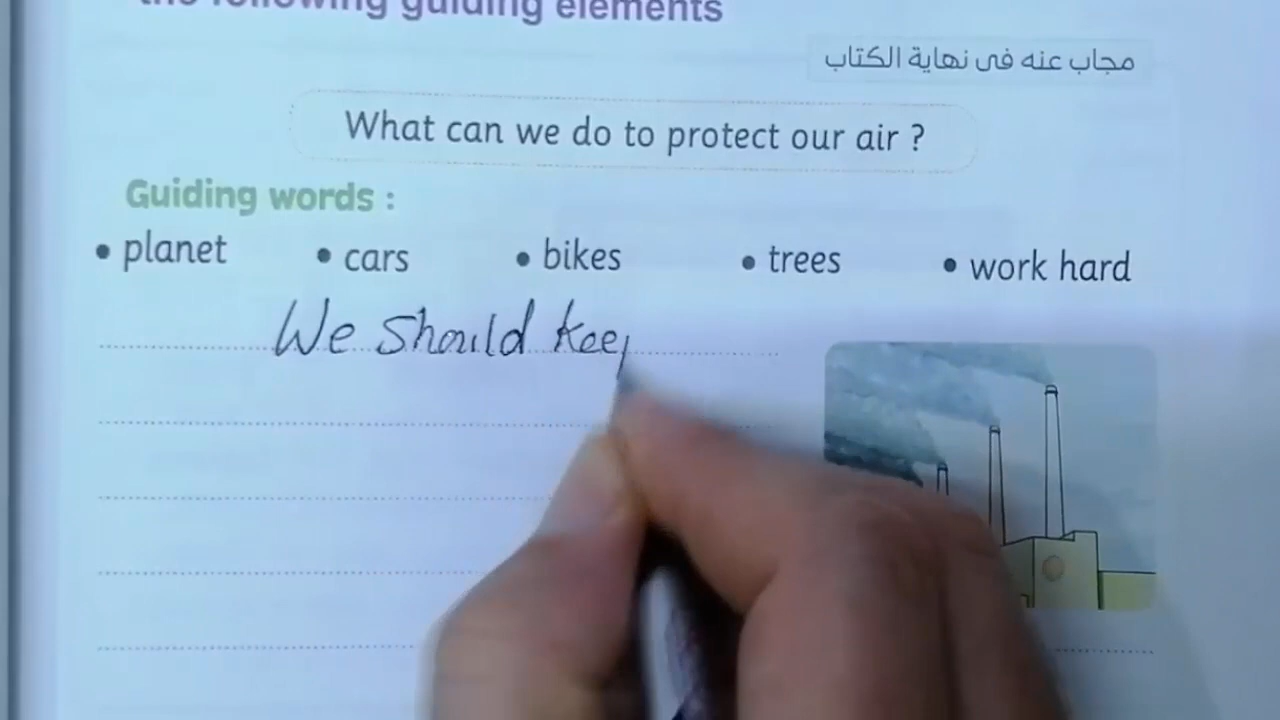 the following guiding elements
مجاب عنه فى نهاية الكتاب
What can we do to protect our air ?
Guiding words :
• planet • cars • bikes • trees • work hard
We Should Keep